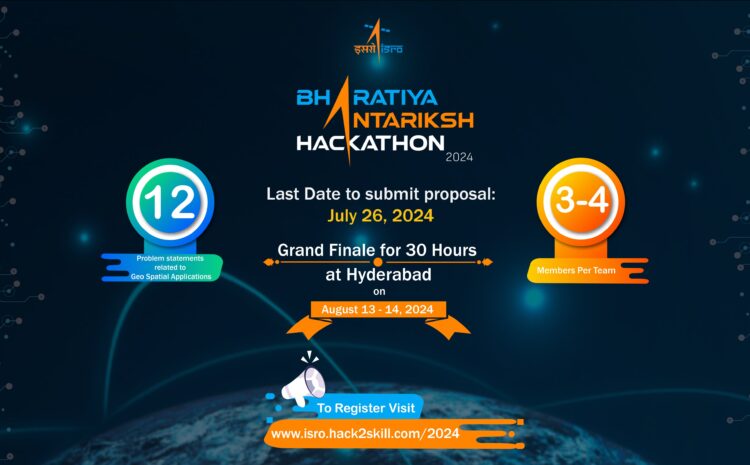 इसरो isro
BHARATIYA
ANTARIKSH
HACKATHON
2024
12
Problem statements
related to
Geo Spatial Applications
Last Date to submit proposal:
July 26, 2024
Grand Finale for 30 Hours
at Hyderabad
on
August 13 - 14, 2024
3-4
Members Per Team
To Register Visit
www.isro.hack2skill.com/2024